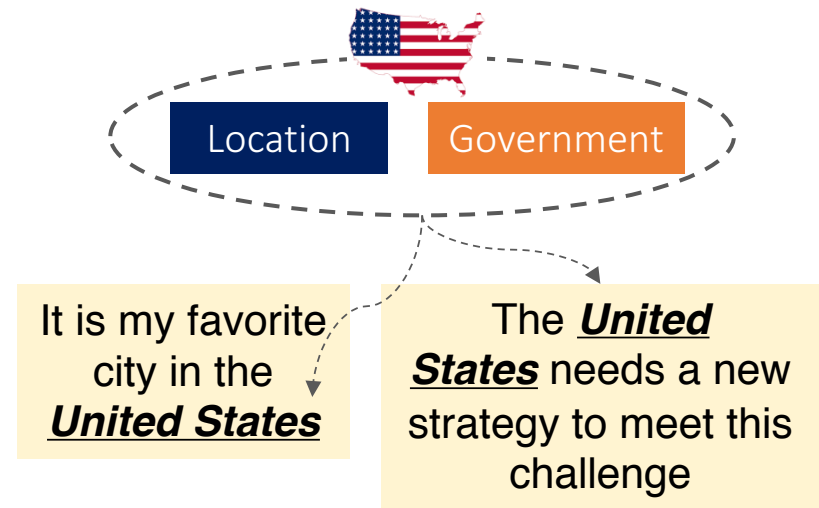 Location
Government
It is my favorite
city in the
United States
The United
States needs a new
strategy to meet this
challenge